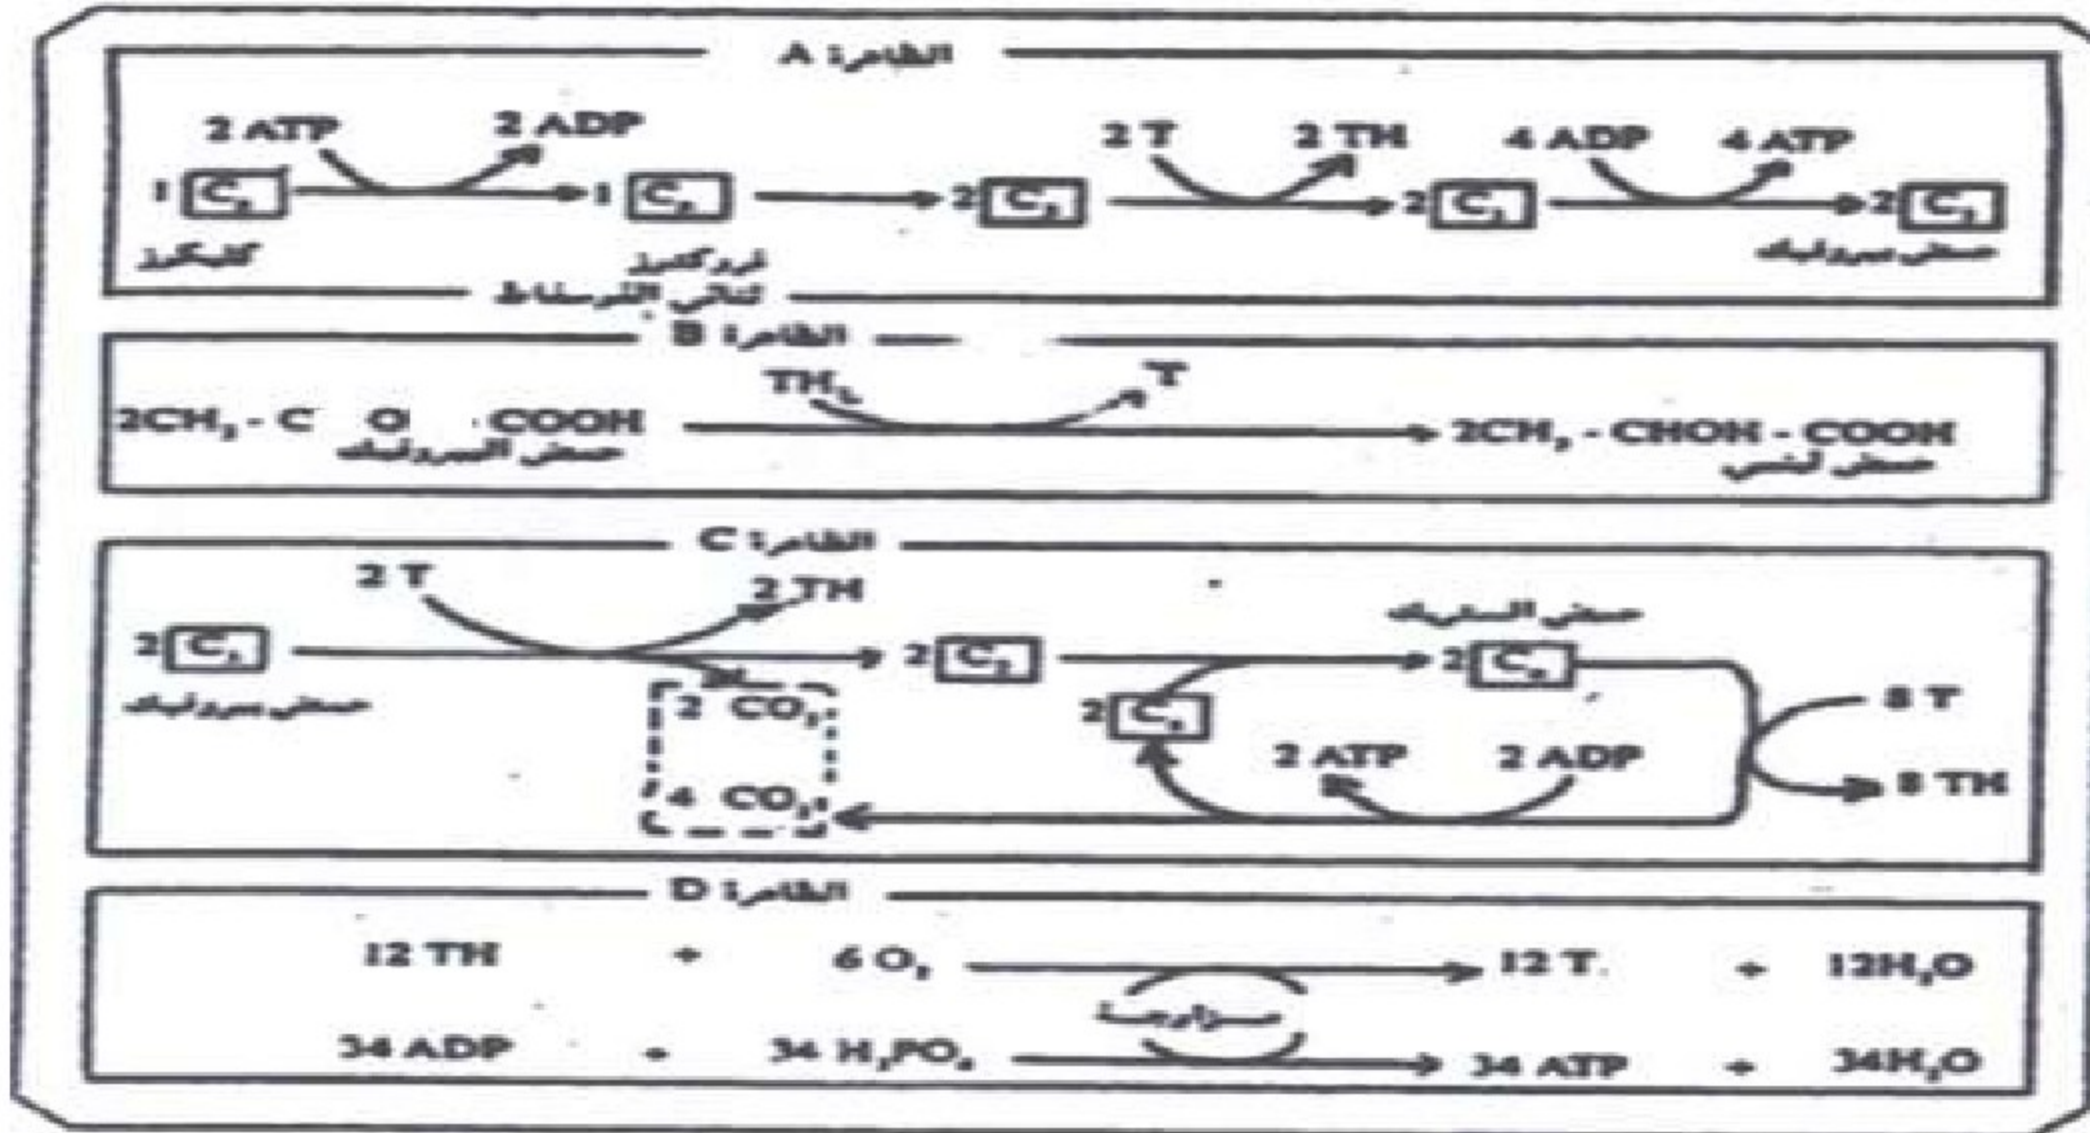 الظاهرة A
2 ATP 2 ADP 2 T 2 TH 4 ADP 4 ATP
1 C₆ 1 C₆ 2 C₃ 2 C₃ 2 C₃
كليكوز فروكتوز حمض بيروفيك
ثنائي الفوسفاط
الظاهرة B
TH₂ T
2CH₃ - C O COOH 2CH₃ - CHOH - COOH
حمض البيروفيك حمض لبني
الظاهرة C
2 T 2 TH
حمض الستريك
2 C₃ 2 C₂ 2 C₆
حمض بيروفيك
2 CO₂ 2 C₄ 8 T
2 ATP 2 ADP
4 CO₂ 8 TH
الظاهرة D
12 TH + 6 O₂ 12 T + 12H₂O
مزاوجة
34 ADP + 34 H₃PO₄ 34 ATP + 34H₂O